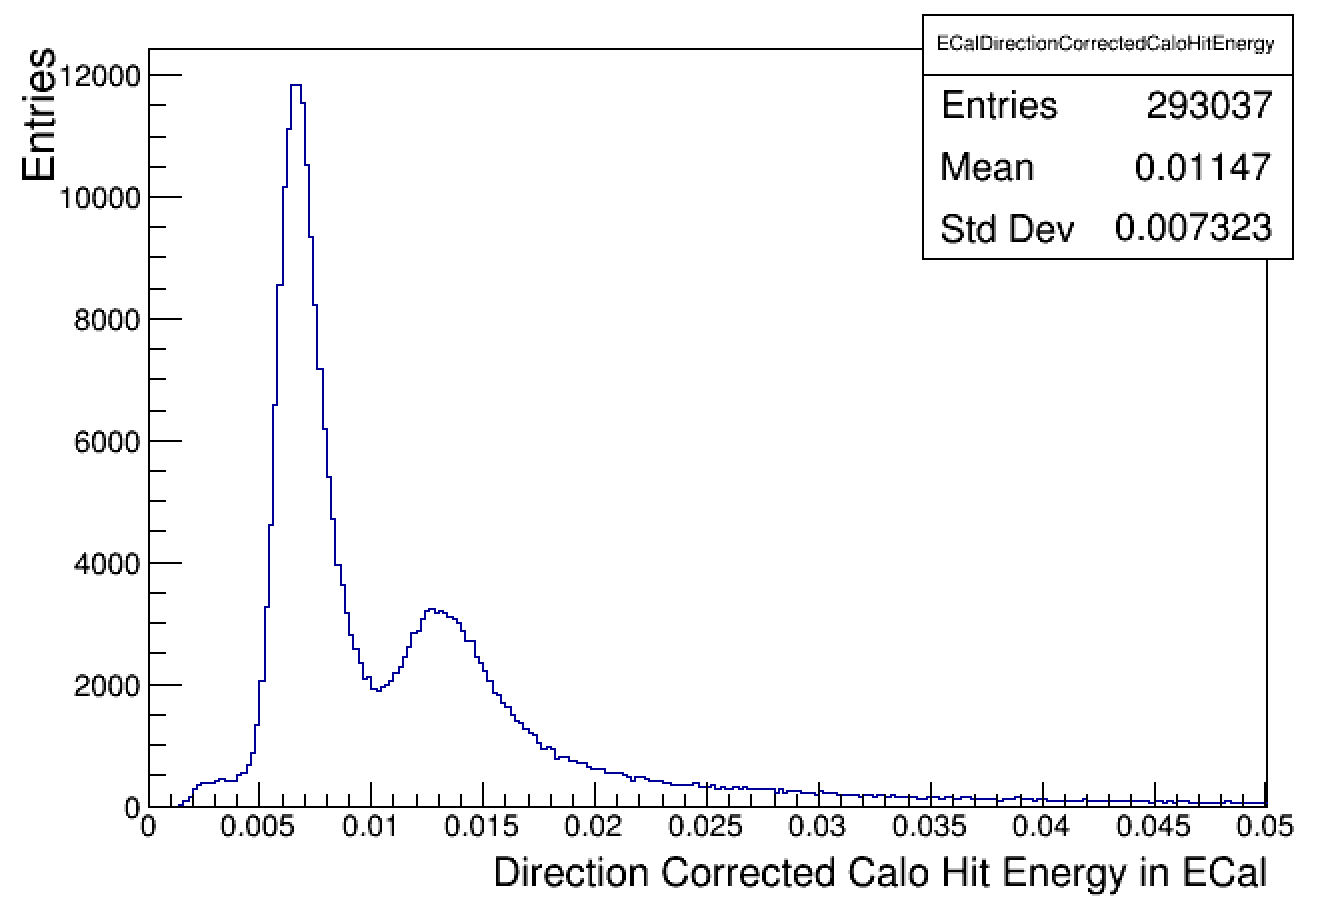 ECalDirectionCorrectedCaloHitEnergy
Entries 293037
Mean 0.01147
Std Dev 0.007323
Entries
12000
10000
8000
6000
4000
2000
0
0 0.005 0.01 0.015 0.02 0.025 0.03 0.035 0.04 0.045 0.05
Direction Corrected Calo Hit Energy in ECal